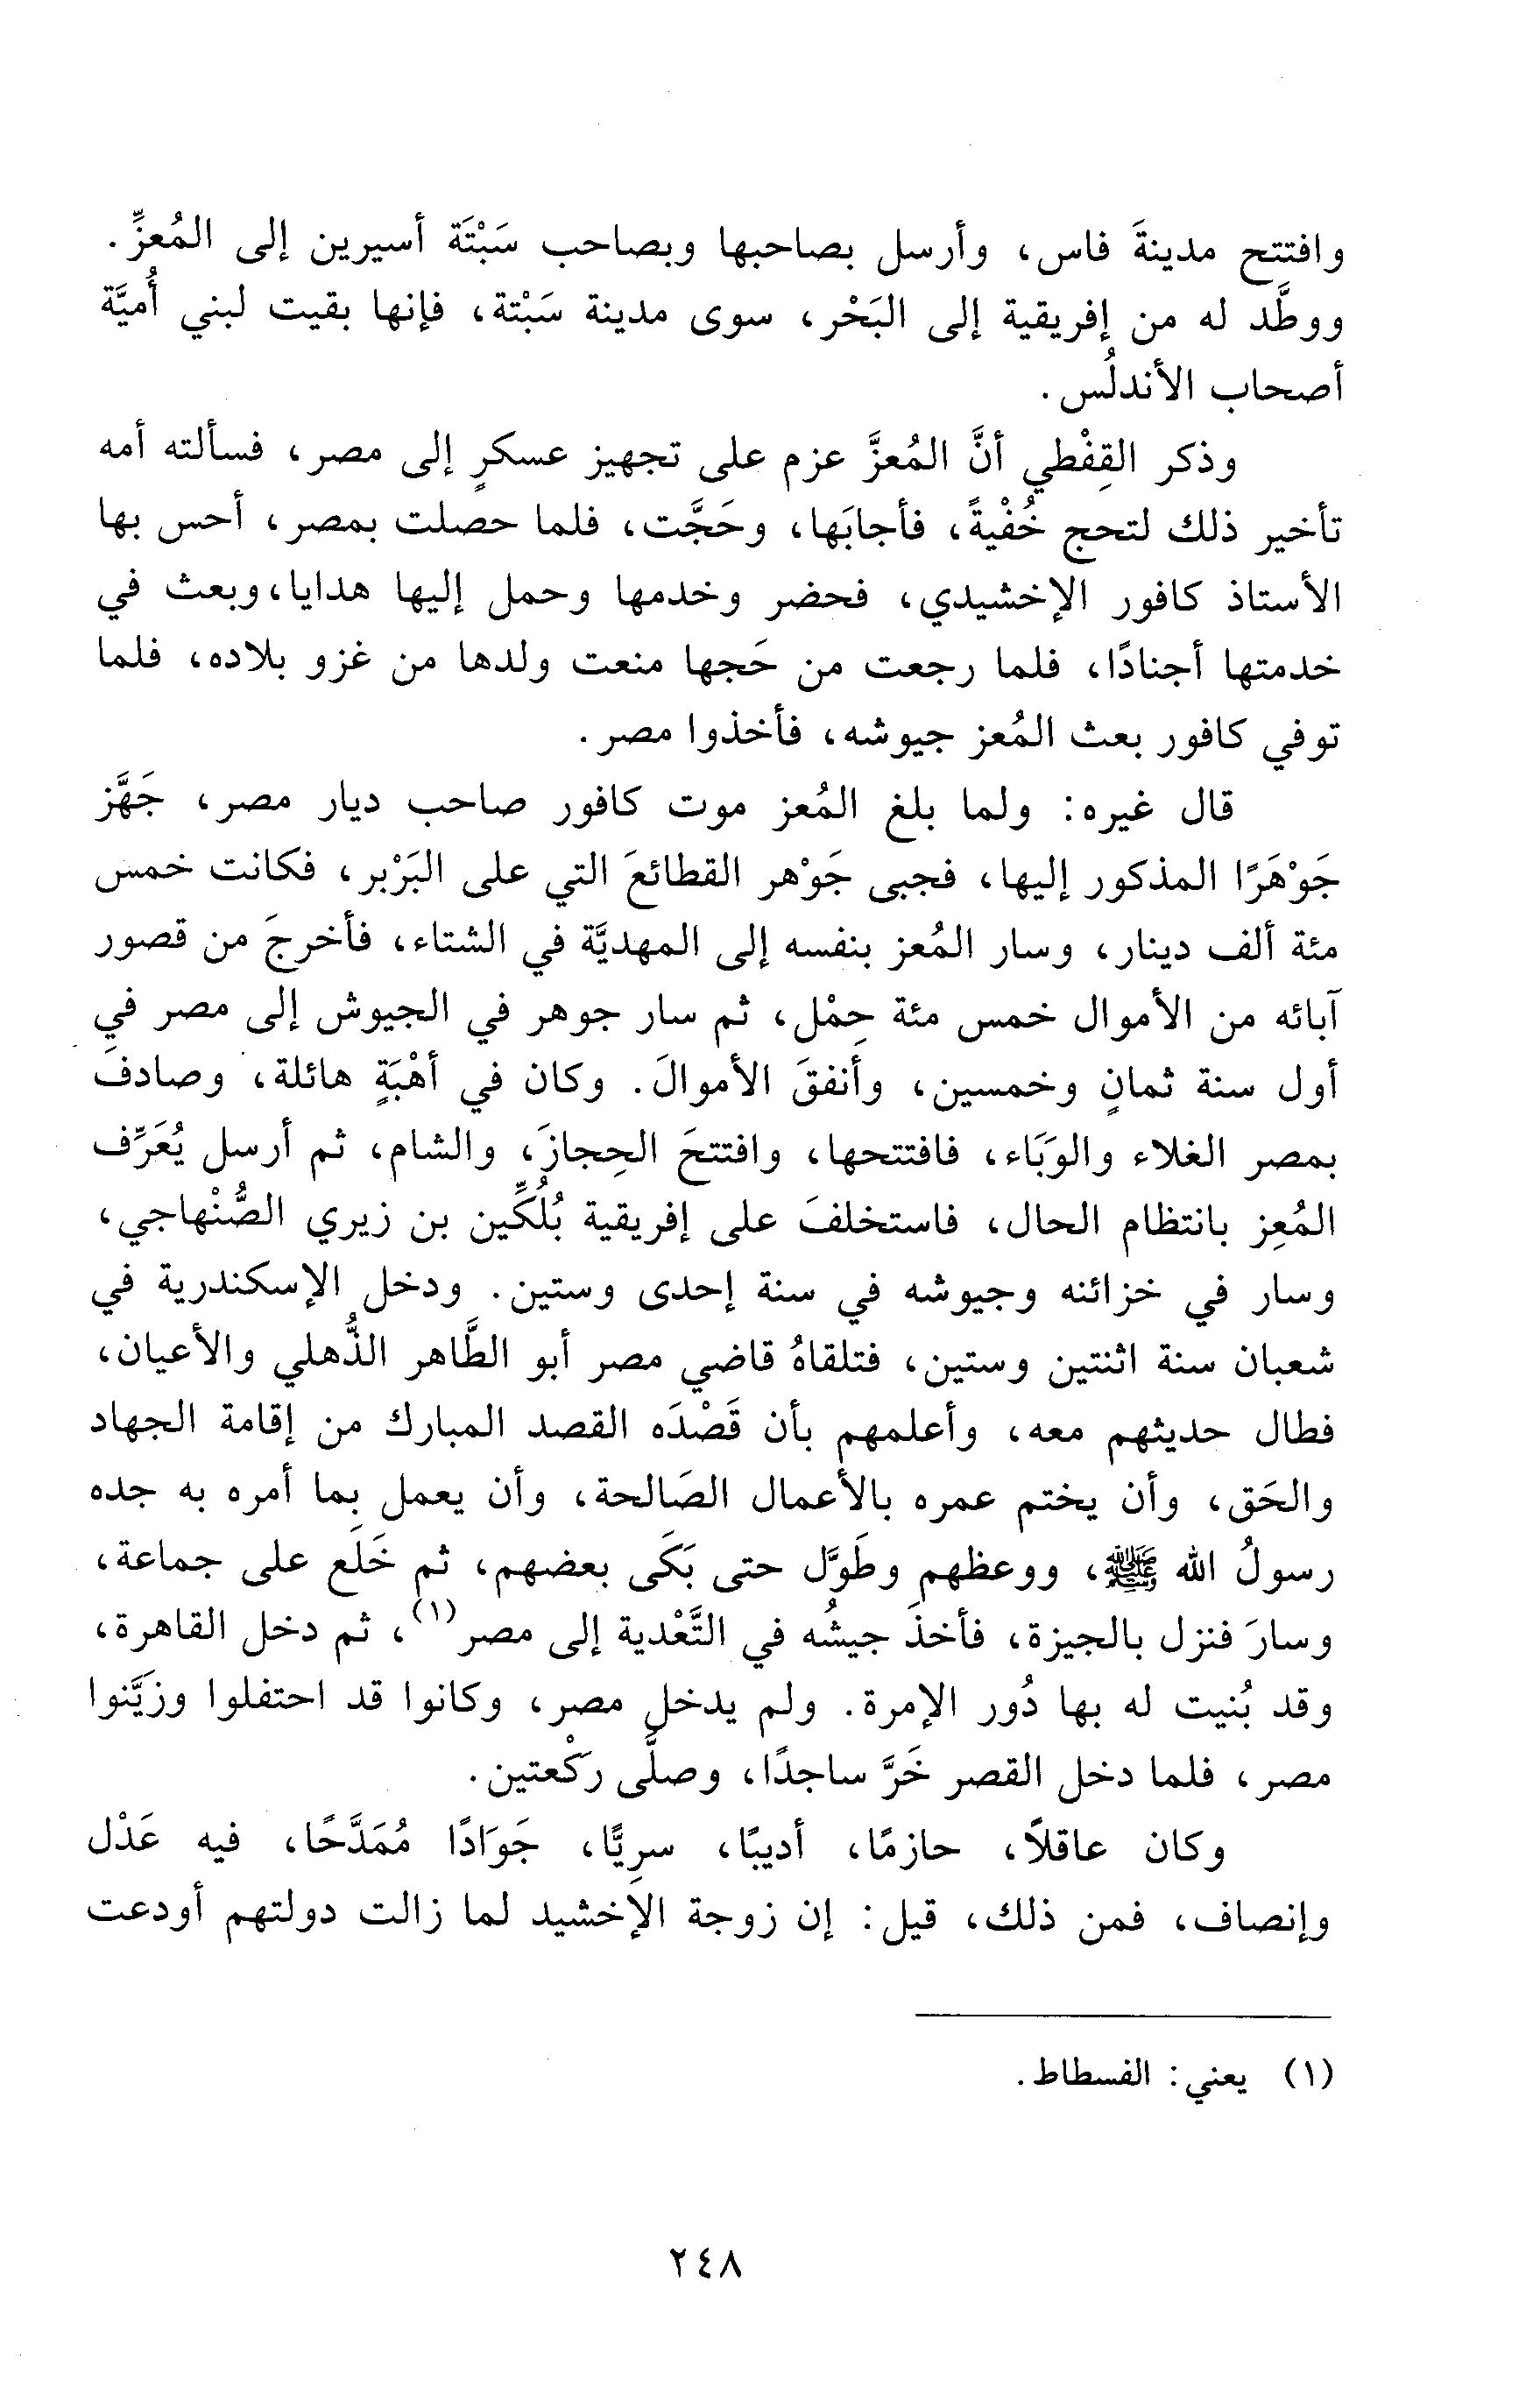 وافتتح مدينةَ فاس، وأرسل بصاحبها وبصاحب سَبْتَة أسيرين إلى المُعزِّ.
ووطَّد له من إفريقية إلى البَحْر، سوى مدينة سَبْتة، فإنها بقيت لبني أُميَّة
أصحاب الأندلُس.
وذكر القِفْطي أنَّ المُعزَّ عزم على تجهيز عسكرٍ إلى مصر، فسألته أمه
تأخير ذلك لتحج خُفْيةً، فأجابَها، وحَجَّت، فلما حصلت بمصر، أحس بها
الأستاذ كافور الإخشيدي، فحضر وخدمها وحمل إليها هدايا، وبعث في
خدمتها أجنادًا، فلما رجعت من حَجها منعت ولدها من غزو بلاده، فلما
توفي كافور بعث المُعز جيوشه، فأخذوا مصر.
قال غيره: ولما بلغ المُعز موت كافور صاحب ديار مصر، جَهَّز
جَوْهَرًا المذكور إليها، فجبى جَوْهر القطائعَ التي على البَرْبر، فكانت خمس
مئة ألف دينار، وسار المُعز بنفسه إلى المهديَّة في الشتاء، فأخرجَ من قصور
آبائه من الأموال خمس مئة حِمْل، ثم سار جوهر في الجيوش إلى مصر في
أول سنة ثمانٍ وخمسين، وأنفقَ الأموالَ. وكان في أهْبَةٍ هائلة، وصادفَ
بمصر الغلاء والوَبَاء، فافتتحها، وافتتحَ الحِجازَ، والشام، ثم أرسل يُعَرِّف
المُعِز بانتظام الحال، فاستخلفَ على إفريقية بُلُكِّين بن زيري الصُّنْهاجي،
وسار في خزائنه وجيوشه في سنة إحدى وستين. ودخل الإسكندرية في
شعبان سنة اثنتين وستين، فتلقاهُ قاضي مصر أبو الطَّاهر الذُّهلي والأعيان،
فطال حديثهم معه، وأعلمهم بأن قَصْدَه القصد المبارك من إقامة الجهاد
والحَق، وأن يختم عمره بالأعمال الصَالحة، وأن يعمل بِما أمره به جده
رسولُ الله ﷺ، ووعظهم وطَوَّل حتى بَكَى بعضهم، ثم خَلَع على جماعة،
وسارَ فنزل بالجيزة، فأخذَ جيشُه في التَّعْدية إلى مصر(١)، ثم دخل القاهرة،
وقد بُنيت له بها دُور الإمرة. ولم يدخل مصر، وكانوا قد احتفلوا وزَيَّنوا
مصر، فلما دخل القصر خَرَّ ساجدًا، وصلَّى ركْعتين.
وكان عاقلاً، حازمًا، أديبًا، سرِيًّا، جَوَادًا مُمَدَّحًا، فيه عَدْل
وإنصاف، فمن ذلك، قيل: إن زوجة الإخشيد لما زالت دولتهم أودعت
(١) يعني: الفسطاط.
٢٤٨